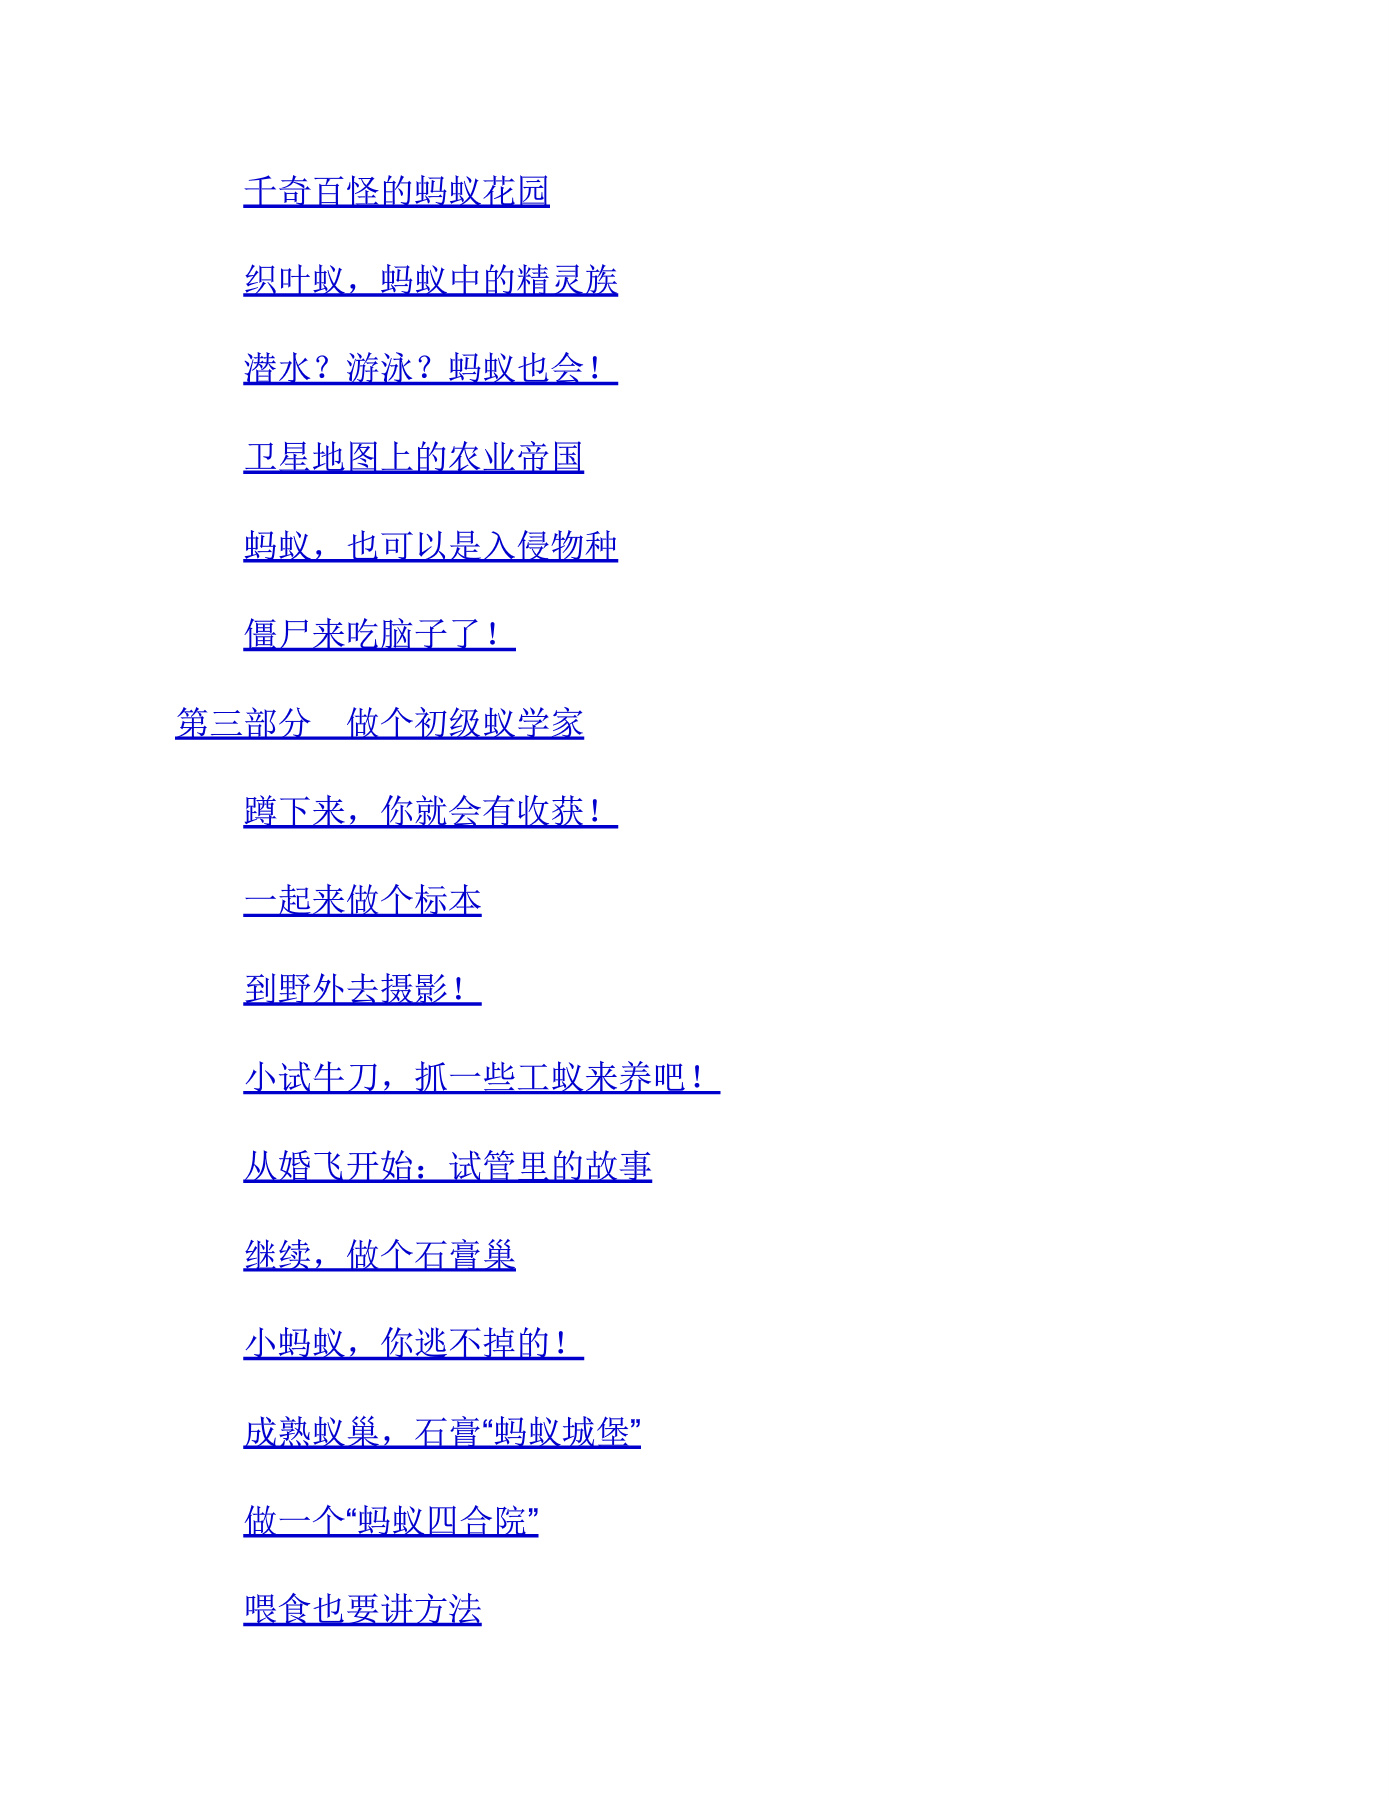 千奇百怪的蚂蚁花园
织叶蚁，蚂蚁中的精灵族
潜水？游泳？蚂蚁也会！
卫星地图上的农业帝国
蚂蚁，也可以是入侵物种
僵尸来吃脑子了！
第三部分　做个初级蚁学家
蹲下来，你就会有收获！
一起来做个标本
到野外去摄影！
小试牛刀，抓一些工蚁来养吧！
从婚飞开始：试管里的故事
继续，做个石膏巢
小蚂蚁，你逃不掉的！
成熟蚁巢，石膏“蚂蚁城堡”
做一个“蚂蚁四合院”
喂食也要讲方法